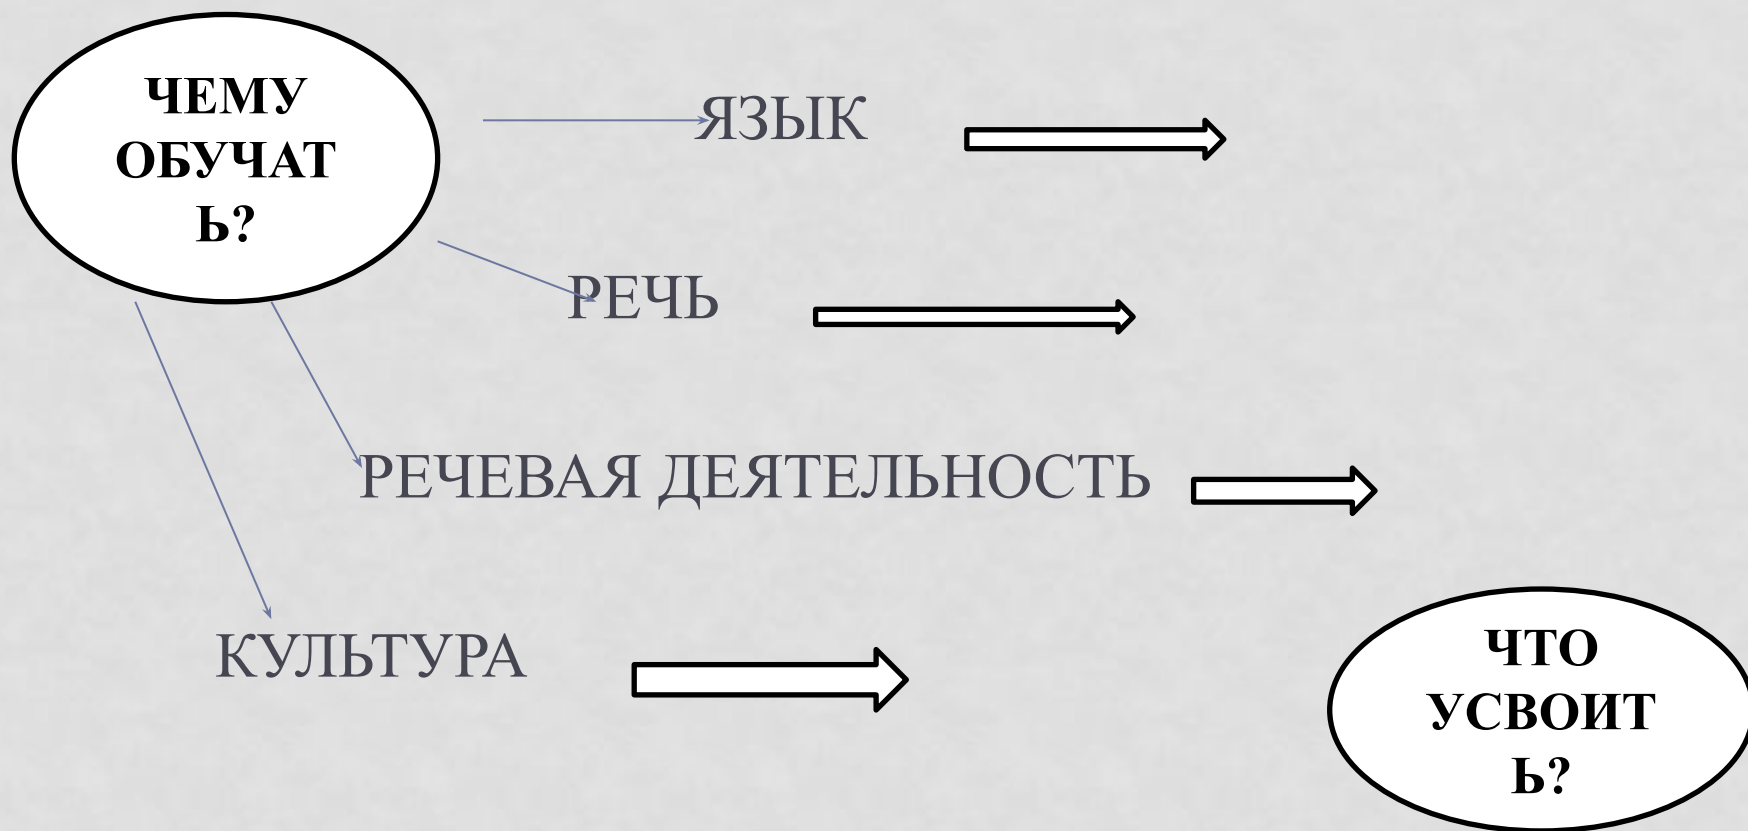 ЧЕМУ
ОБУЧАТ
Ь?
ЯЗЫК
РЕЧЬ
РЕЧЕВАЯ ДЕЯТЕЛЬНОСТЬ
КУЛЬТУРА
ЧТО
УСВОИТ
Ь?